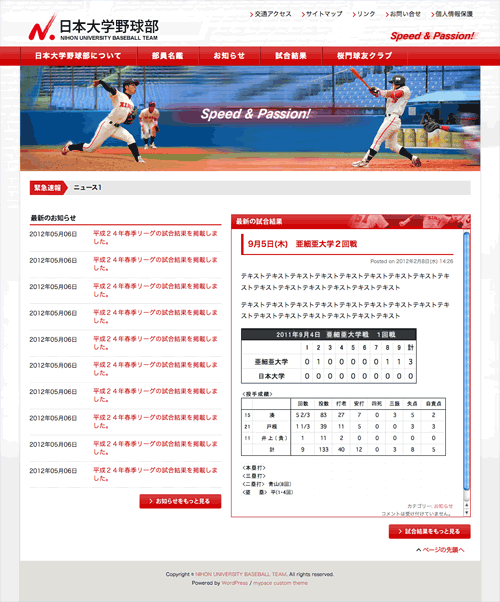 日本大学野球部
NIHON UNIVERSITY BASEBALL TEAM
交通アクセス サイトマップ リンク お問い合せ 個人情報保護
Speed & Passion!
日本大学野球部について 部員名鑑 お知らせ 試合結果 桜門球友クラブ
Speed & Passion!
緊急速報 ニュース1
最新のお知らせ
2012年05月06日 平成２４年春季リーグの試合結果を掲載しま
した。
2012年05月06日 平成２４年春季リーグの試合結果を掲載しま
した。
2012年05月06日 平成２４年春季リーグの試合結果を掲載しま
した。
2012年05月06日 平成２４年春季リーグの試合結果を掲載しま
した。
2012年05月06日 平成２４年春季リーグの試合結果を掲載しま
した。
2012年05月06日 平成２４年春季リーグの試合結果を掲載しま
した。
2012年05月06日 平成２４年春季リーグの試合結果を掲載しま
した。
2012年05月06日 平成２４年春季リーグの試合結果を掲載しま
した。
2012年05月06日 平成２４年春季リーグの試合結果を掲載しま
した。
2012年05月06日 平成２４年春季リーグの試合結果を掲載しま
した。
お知らせをもっと見る
最新の試合結果
9月5日(木) 亜細亜大学２回戦
Posted on 2012年2月8日(水) 14:26
テキストテキストテキストテキストテキストテキストテキストテキストテキ
ストテキストテキストテキストテキストテキストテキスト
テキストテキストテキストテキストテキストテキストテキストテキストテキ
ストテキストテキストテキストテキストテキストテキストテキスト
2011年9月4日 亜細亜大学戦 1回戦
1 2 3 4 5 6 7 8 9 計
亜細亜大学 0 1 0 0 0 0 0 1 1 3
日本大学 0 0 0 0 0 0 0 0 0 0
<投手成績>
回数 投数 打者 安打 四死 三振 失点 自責点
15 湊 5 2/3 83 27 7 0 3 5 2
21 戸根 1 1/3 39 11 5 0 0 3 3
11 井上(貴) 1 11 2 0 0 0 0 0
計 9 133 40 12 0 3 8 5
<本塁打>
<三塁打>
<二塁打> 青山(8回)
<盗 塁> 平(1・4回)
カテゴリー: お知らせ
コメントは受け付けていません。
試合結果をもっと見る
ページの先頭へ
Copyright © NIHON UNIVERSITY BASEBALL TEAM. All rights reserved.
Powered by WordPress / mypace custom theme